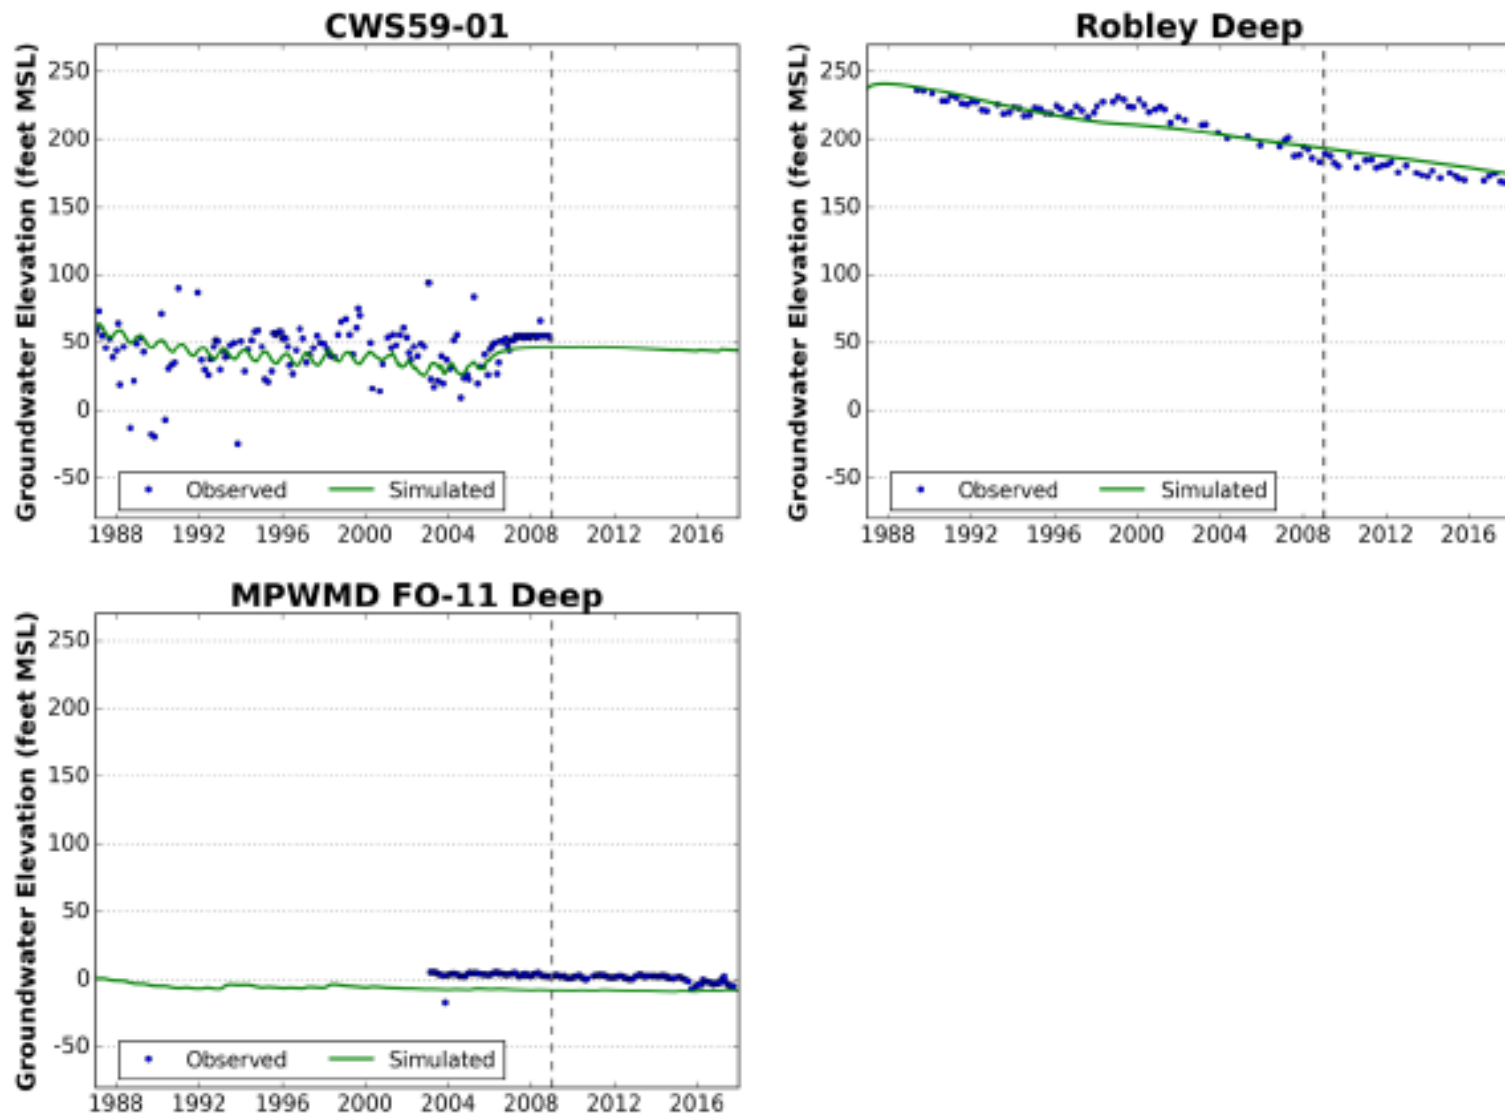 CWS59-01
Groundwater Elevation (feet MSL)
250
200
150
100
50
0
-50
Observed Simulated
1988 1992 1996 2000 2004 2008 2012 2016
Robley Deep
Groundwater Elevation (feet MSL)
250
200
150
100
50
0
-50
Observed Simulated
1988 1992 1996 2000 2004 2008 2012 2016
MPWMD FO-11 Deep
Groundwater Elevation (feet MSL)
250
200
150
100
50
0
-50
Observed Simulated
1988 1992 1996 2000 2004 2008 2012 2016